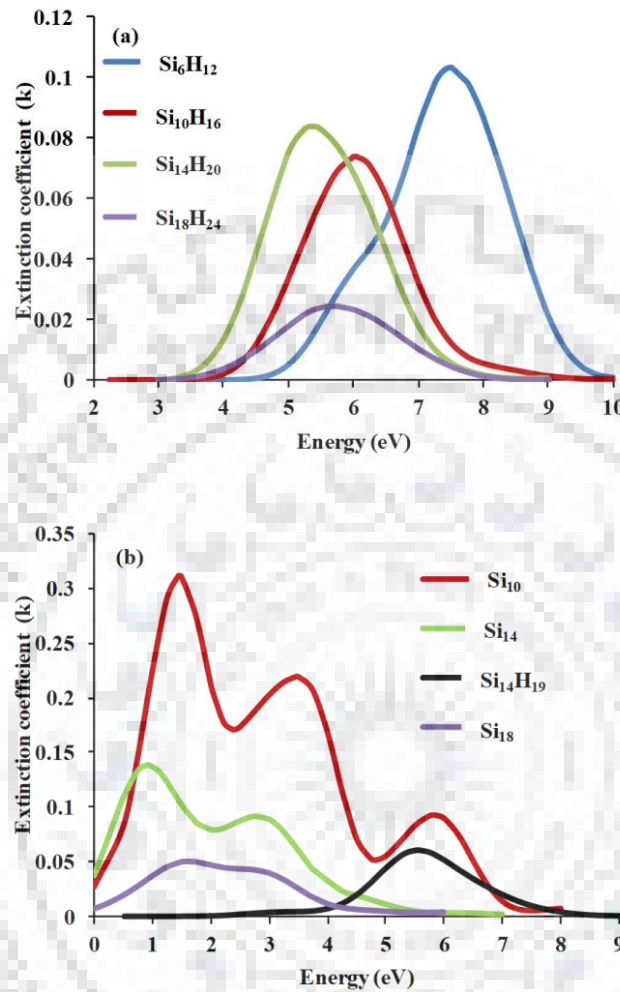 (a)
Si₆H₁₂
Si₁₀H₁₆
Si₁₄H₂₀
Si₁₈H₂₄
Extinction coefficient (k)
0.12
0.1
0.08
0.06
0.04
0.02
0
2 3 4 5 6 7 8 9 10
Energy (eV)
(b)
Si₁₀
Si₁₄
Si₁₄H₁₉
Si₁₈
Extinction coefficient (k)
0.35
0.3
0.25
0.2
0.15
0.1
0.05
0
0 1 2 3 4 5 6 7 8 9
Energy (eV)